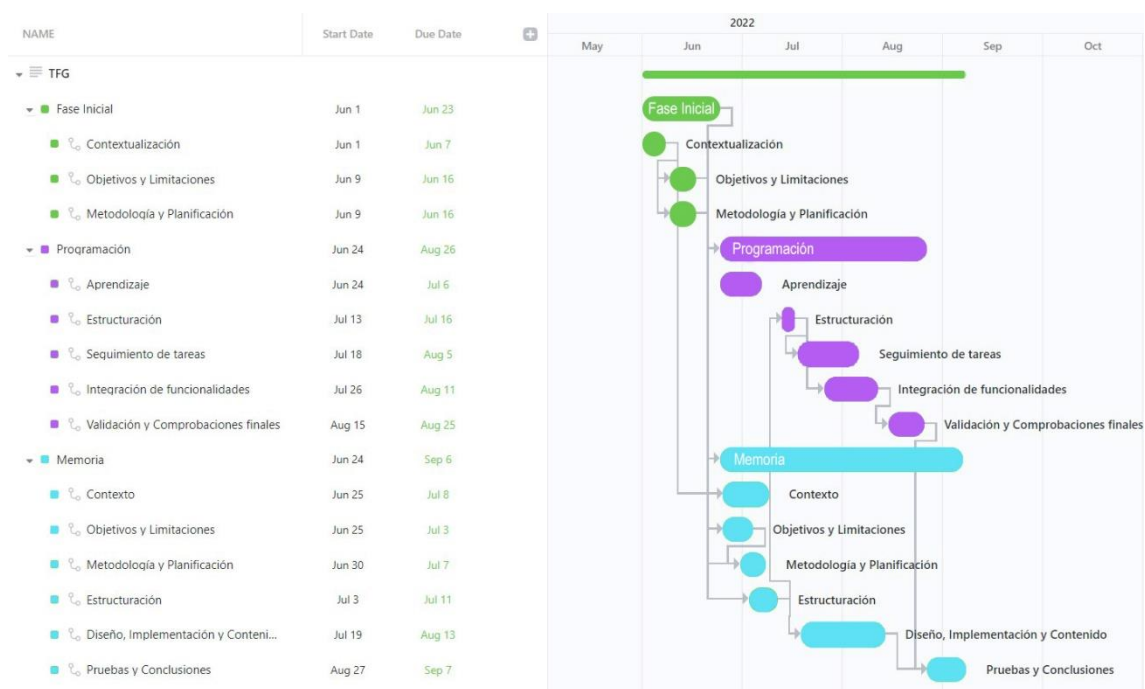 2022
NAME Start Date Due Date May Jun Jul Aug Sep Oct
TFG
Fase Inicial Jun 1 Jun 23 Fase Inicial
Contextualización Jun 1 Jun 7 Contextualización
Objetivos y Limitaciones Jun 9 Jun 16 Objetivos y Limitaciones
Metodología y Planificación Jun 9 Jun 16 Metodología y Planificación
Programación Jun 24 Aug 26 Programación
Aprendizaje Jun 24 Jul 6 Aprendizaje
Estructuración Jul 13 Jul 16 Estructuración
Seguimiento de tareas Jul 18 Aug 5 Seguimiento de tareas
Integración de funcionalidades Jul 26 Aug 11 Integración de funcionalidades
Validación y Comprobaciones finales Aug 15 Aug 25 Validación y Comprobaciones finales
Memoria Jun 24 Sep 6 Memoria
Contexto Jun 25 Jul 8 Contexto
Objetivos y Limitaciones Jun 25 Jul 3 Objetivos y Limitaciones
Metodología y Planificación Jun 30 Jul 7 Metodología y Planificación
Estructuración Jul 3 Jul 11 Estructuración
Diseño, Implementación y Conteni... Jul 19 Aug 13 Diseño, Implementación y Contenido
Pruebas y Conclusiones Aug 27 Sep 7 Pruebas y Conclusiones